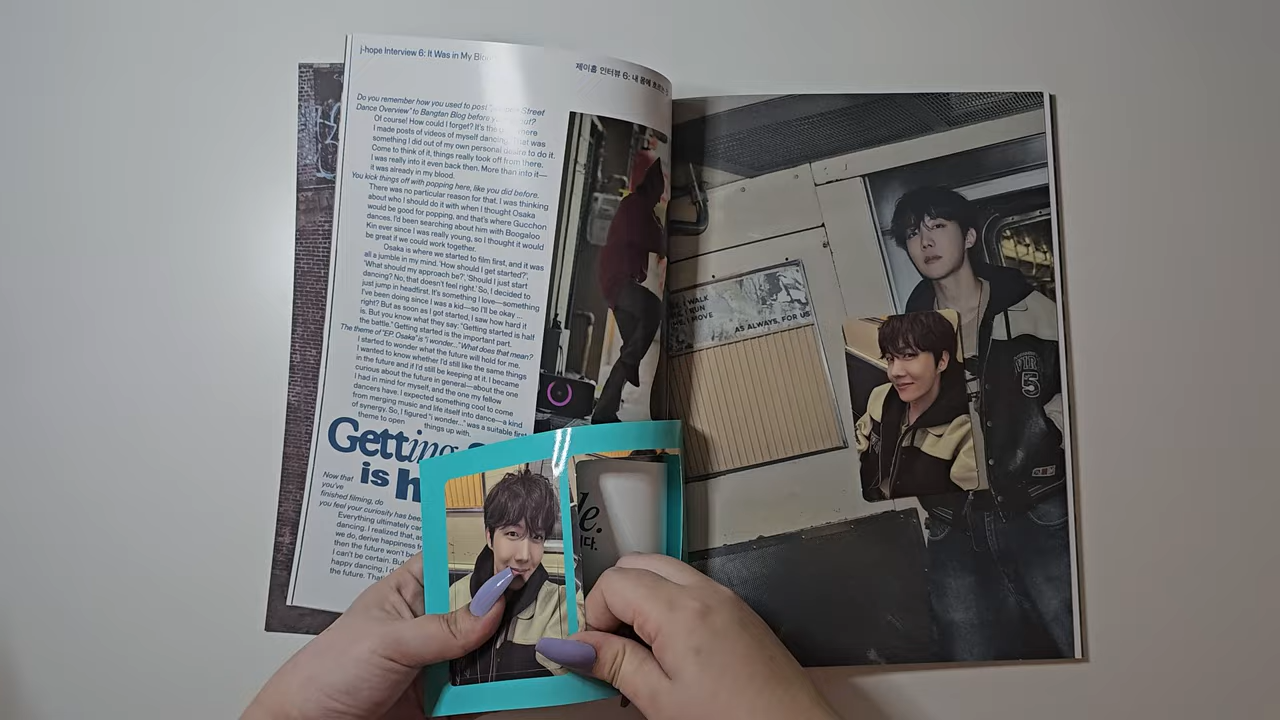 j-hope Interview 6: It Was in My Blood
제이홉 인터뷰 6: 내 몸에 흐르는
Do you remember how you used to post Street
Dance Overview" to Bangtan Blog before
Of course! How could I forget? It's the there
I made posts of videos of myself dancing. That was
something I did out of my own personal desire to do it.
Come to think of it, things really took off from there.
I was really into it even back then. More than into it—
it was already in my blood.
You kick things off with popping here, like you did before.
There was no particular reason for that. I was thinking
about who I should do it with when I thought Osaka
would be good for popping, and that's where Gucchon
dances. I'd been searching about him with Boogaloo
Kin ever since I was really young, so I thought it would
be great if we could work together.
Osaka is where we started to film first, and it was
all a jumble in my mind. 'How should I get started?',
'What should my approach be?', 'Should I just start
dancing? No, that doesn't feel right.' So, I decided to
just jump in headfirst. It's something I love—something
I've been doing since I was a kid—so I'll be okay ...
right? But as soon as I got started, I saw how hard it
is. But you know what they say: "Getting started is half
the battle." Getting started is the important part.
The theme of "EP. Osaka" is "i wonder..." What does that mean?
I started to wonder what the future will hold for me.
I wanted to know whether I'd still like the same things
in the future and if I'd still be keeping at it. I became
curious about the future in general—about the one
I had in mind for myself, and the one my fellow
dancers have. I expected something cool to come
from merging music and life itself into dance—a kind
of synergy. So, I figured "i wonder..." was a suitable first
theme to open things up with.
Getting
is h
Now that
you've
finished filming, do
you feel your curiosity has been
Everything ultimately
dancing. I realized that, as
we do, derive happiness
then the future won't be
I can't be certain. But
happy dancing, I
the future. That
I WALK
I RUN
ME, I MOVE
AS ALWAYS, FOR US
VIB
5
le.
니다.